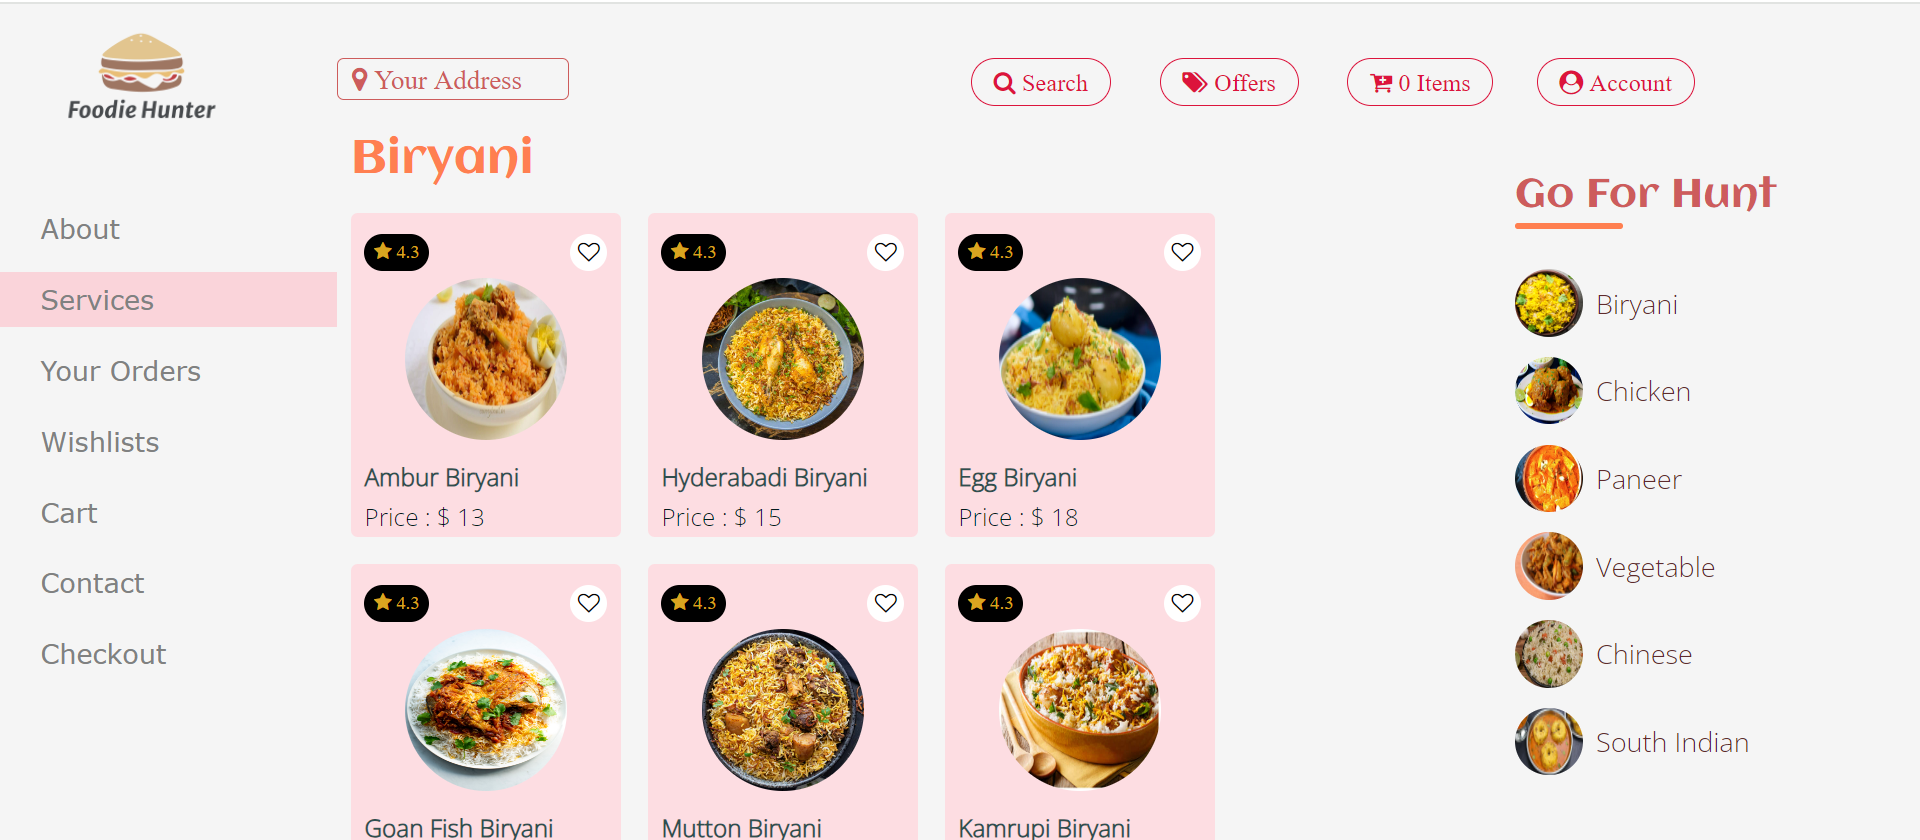 Foodie Hunter
Your Address
Search
Offers
0 Items
Account
About
Services
Your Orders
Wishlists
Cart
Contact
Checkout
Biryani
4.3
Ambur Biryani
Price : $ 13
4.3
Hyderabadi Biryani
Price : $ 15
4.3
Egg Biryani
Price : $ 18
4.3
Goan Fish Biryani
4.3
Mutton Biryani
4.3
Kamrupi Biryani
Go For Hunt
Biryani
Chicken
Paneer
Vegetable
Chinese
South Indian